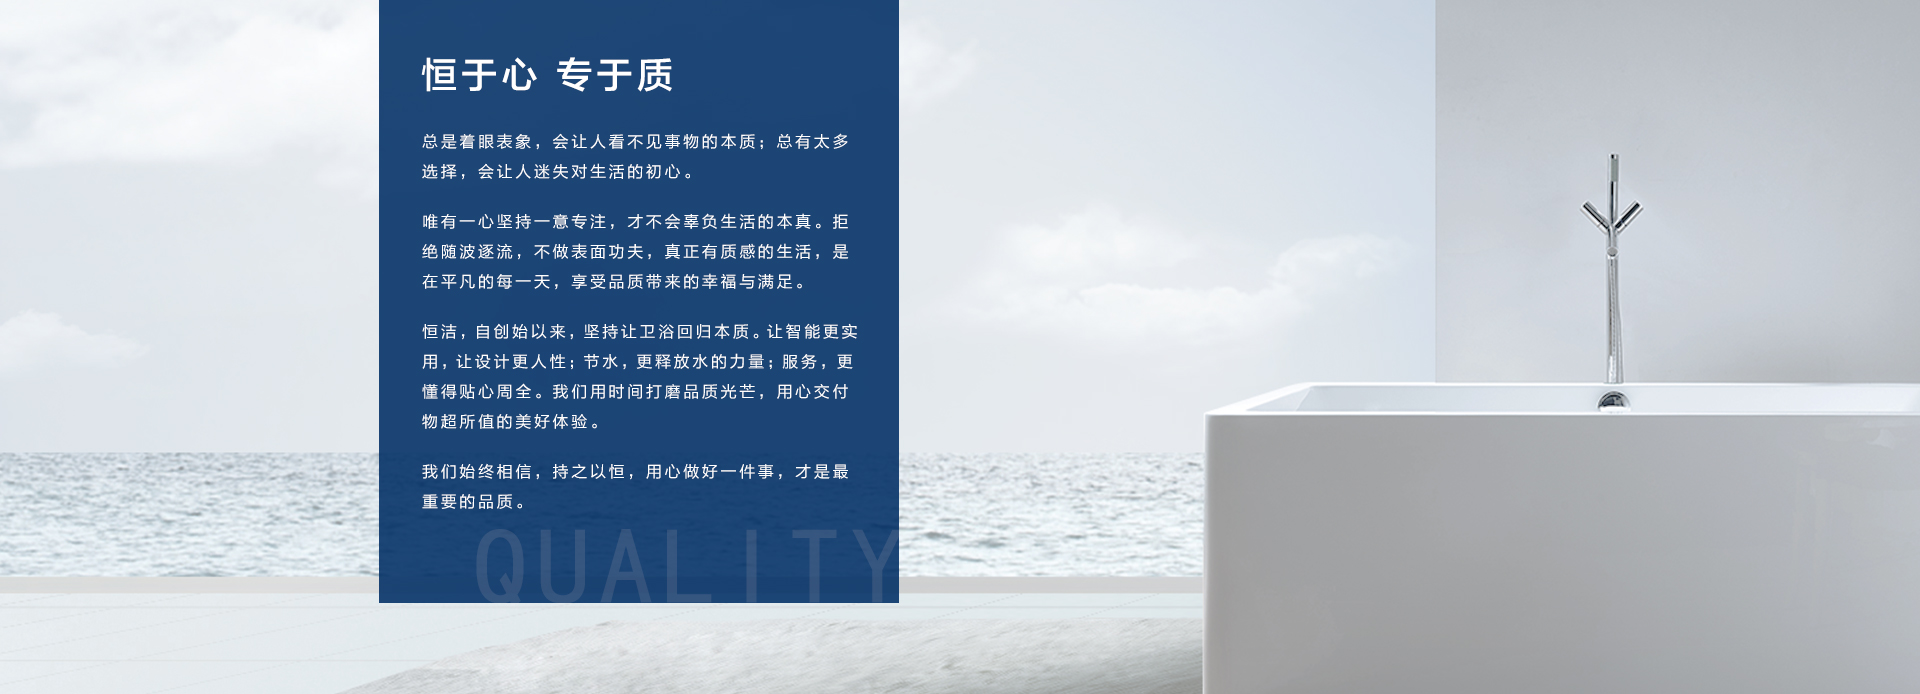 恒于心 专于质
总是着眼表象，会让人看不见事物的本质；总有太多
选择，会让人迷失对生活的初心。
唯有一心坚持一意专注，才不会辜负生活的本真。拒
绝随波逐流，不做表面功夫，真正有质感的生活，是
在平凡的每一天，享受品质带来的幸福与满足。
恒洁，自创始以来，坚持让卫浴回归本质。让智能更实
用，让设计更人性；节水，更释放水的力量；服务，更
懂得贴心周全。我们用时间打磨品质光芒，用心交付
物超所值的美好体验。
我们始终相信，持之以恒，用心做好一件事，才是最
重要的品质。
QUALITY